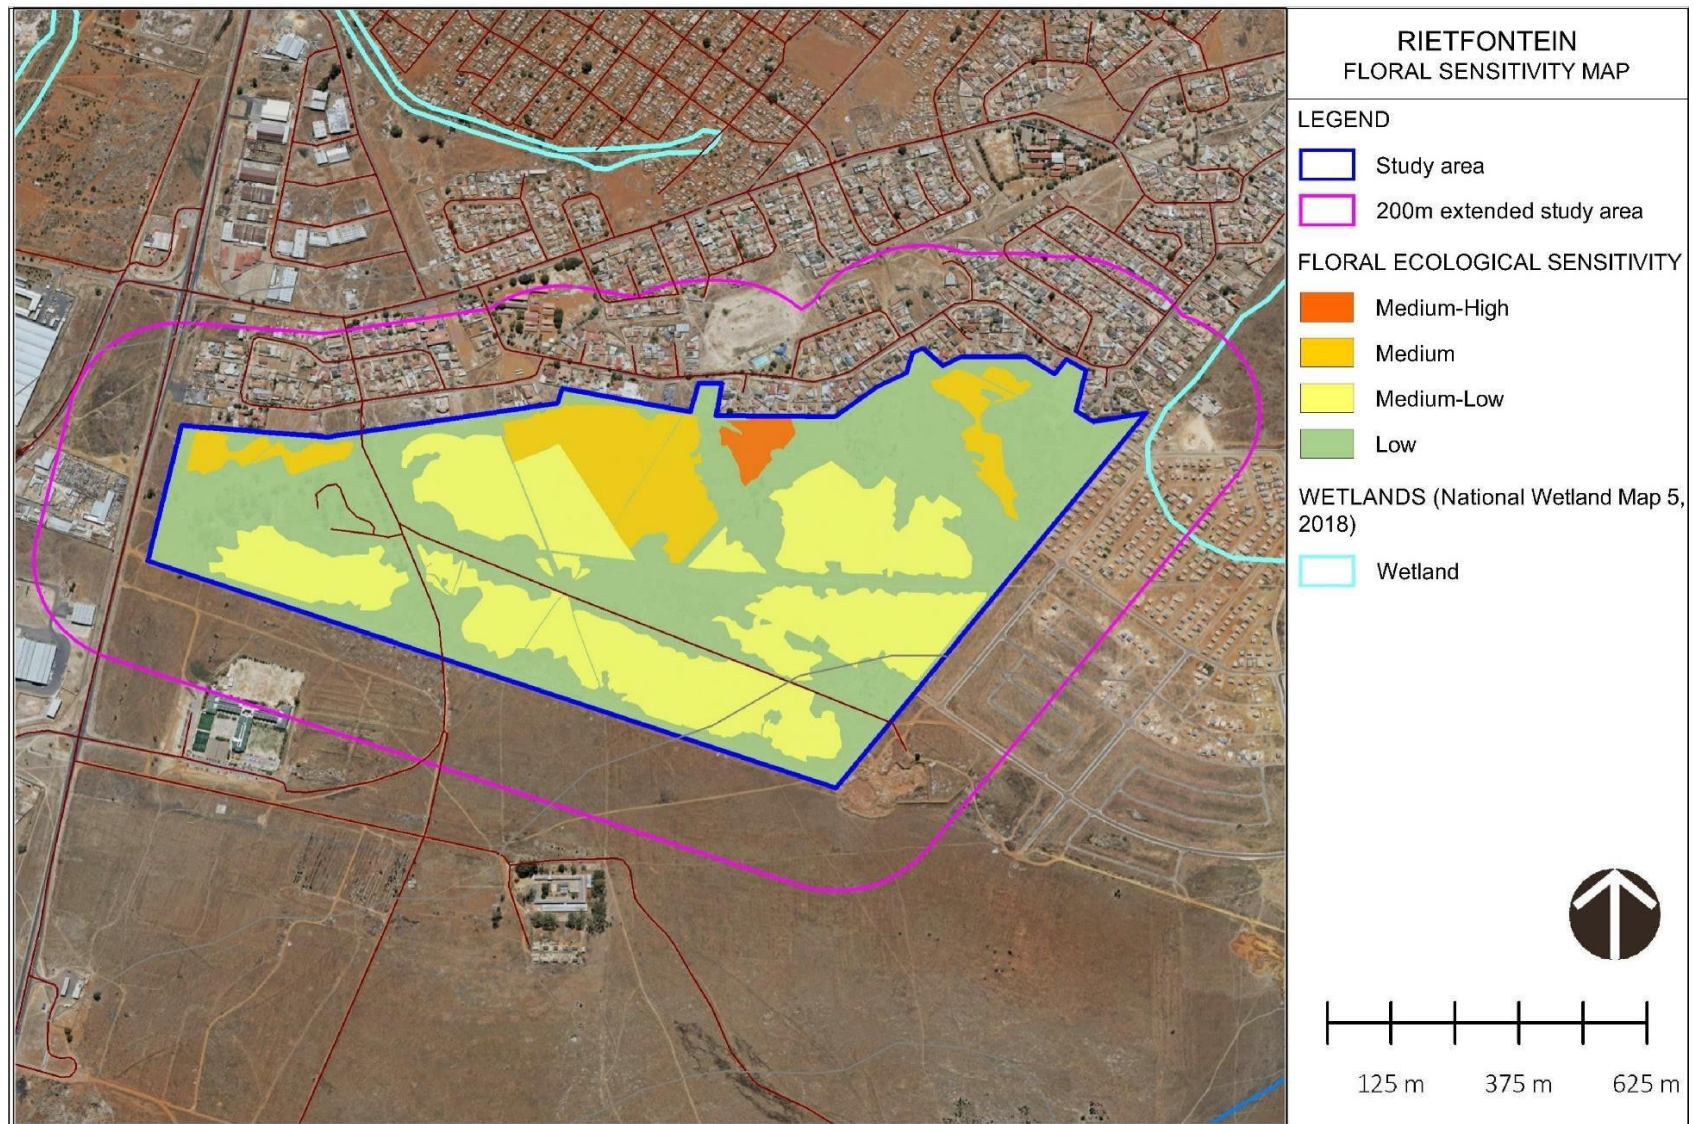 RIETFONTEIN
FLORAL SENSITIVITY MAP
LEGEND
Study area
200m extended study area
FLORAL ECOLOGICAL SENSITIVITY
Medium-High
Medium
Medium-Low
Low
WETLANDS (National Wetland Map 5,
2018)
Wetland
125 m 375 m 625 m